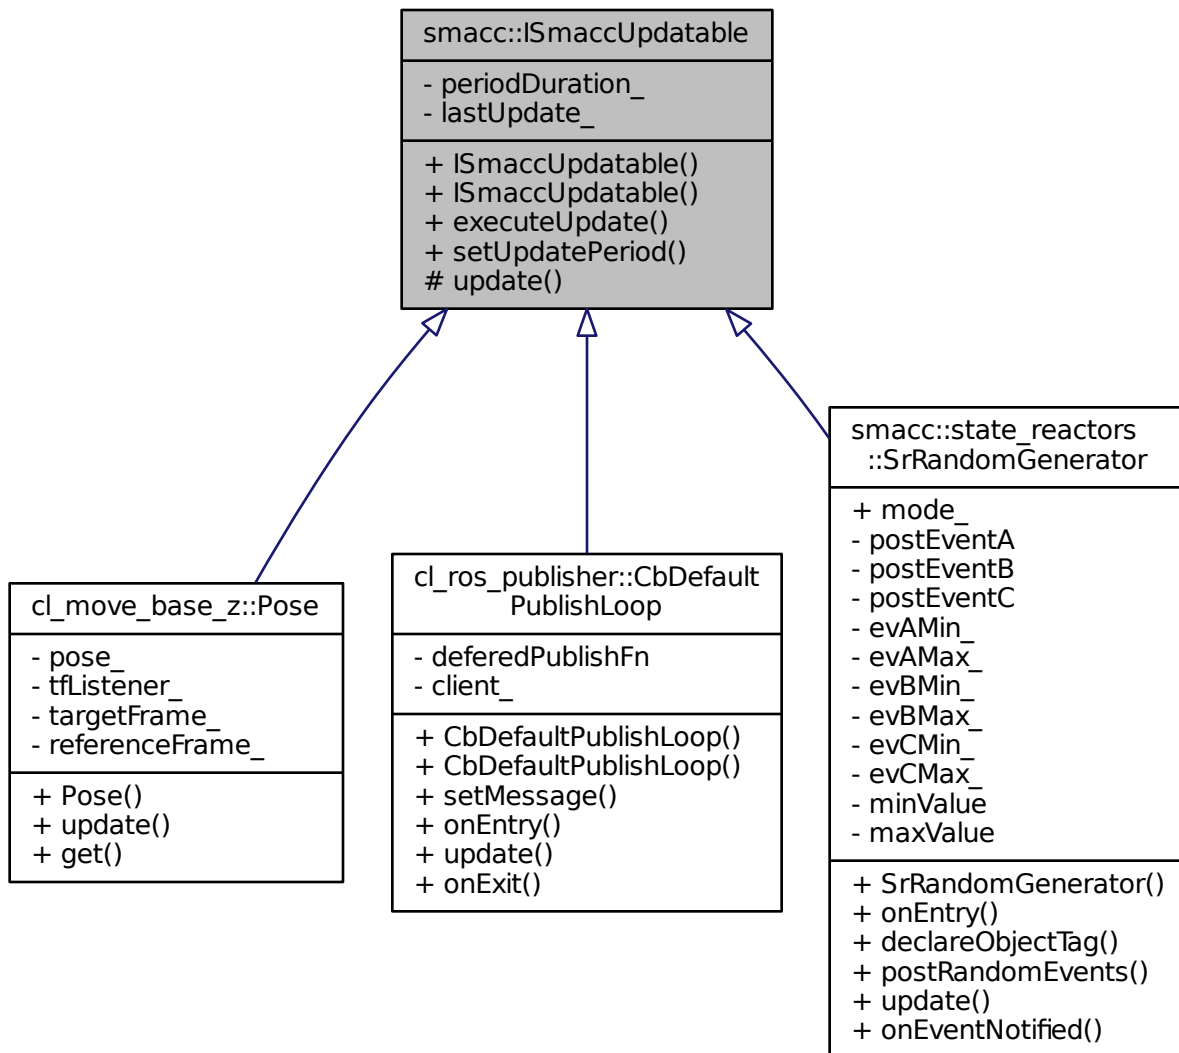 smacc::ISmaccUpdatable
- periodDuration_
- lastUpdate_
+ ISmaccUpdatable()
+ ISmaccUpdatable()
+ executeUpdate()
+ setUpdatePeriod()
# update()
cl_move_base_z::Pose
- pose_
- tfListener_
- targetFrame_
- referenceFrame_
+ Pose()
+ update()
+ get()
cl_ros_publisher::CbDefault
PublishLoop
- deferedPublishFn
- client_
+ CbDefaultPublishLoop()
+ CbDefaultPublishLoop()
+ setMessage()
+ onEntry()
+ update()
+ onExit()
smacc::state_reactors
::SrRandomGenerator
+ mode_
- postEventA
- postEventB
- postEventC
- evAMin_
- evAMax_
- evBMin_
- evBMax_
- evCMin_
- evCMax_
- minValue
- maxValue
+ SrRandomGenerator()
+ onEntry()
+ declareObjectTag()
+ postRandomEvents()
+ update()
+ onEventNotified()